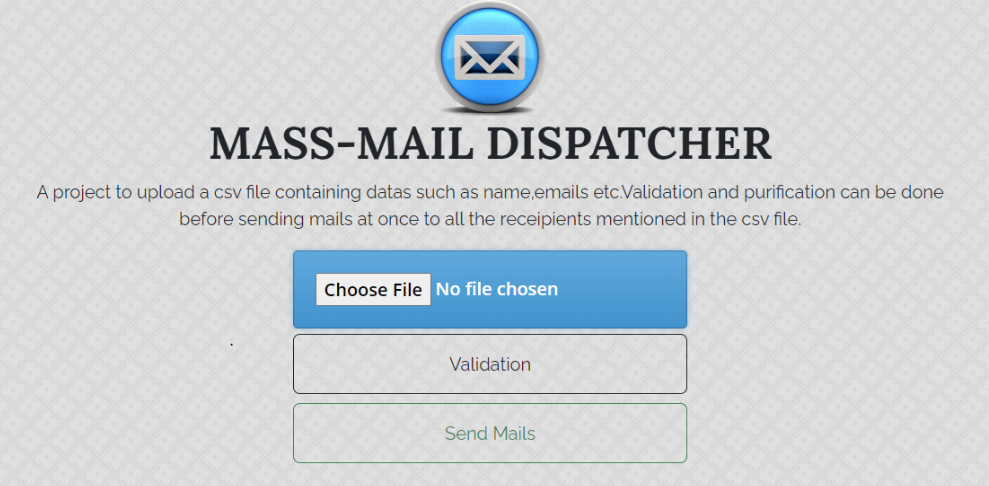 MASS-MAIL DISPATCHER
A project to upload a csv file containing datas such as name,emails etc.Validation and purification can be done
before sending mails at once to all the receipients mentioned in the csv file.
Choose File No file chosen
Validation
Send Mails